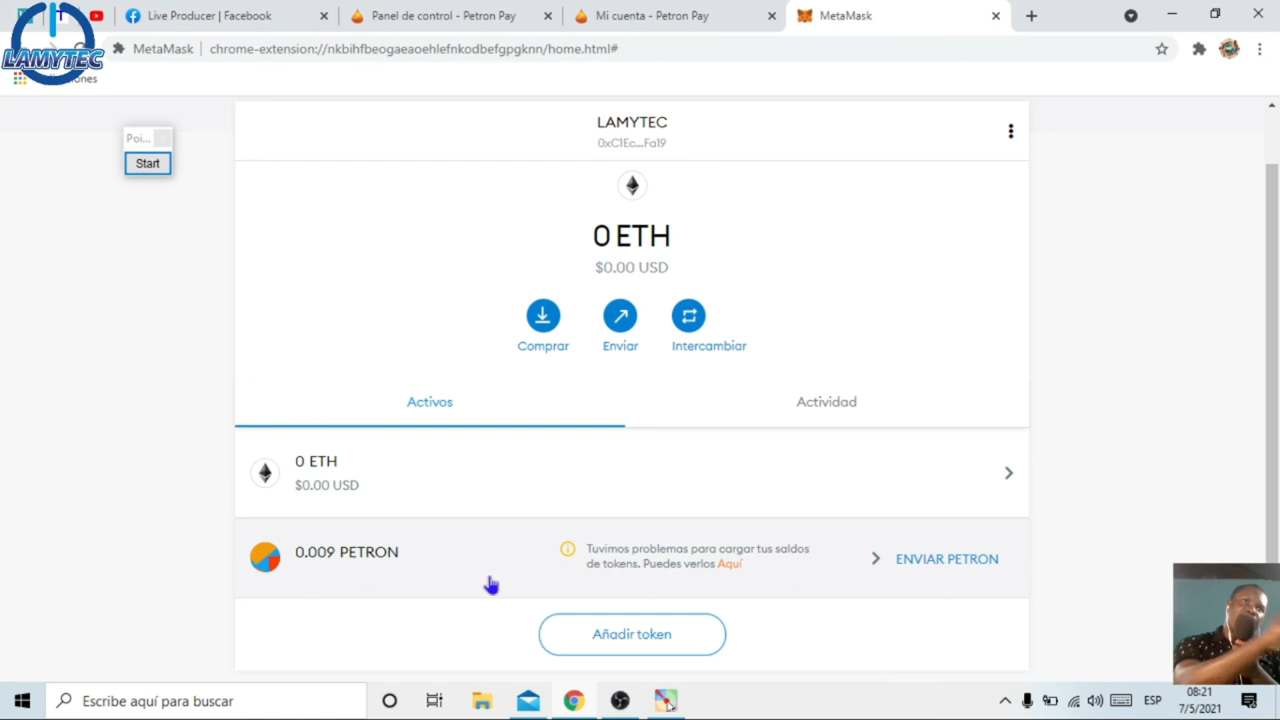 Live Producer | Facebook
Panel de control - Petron Pay
Mi cuenta - Petron Pay
MetaMask
LAMYTEC
MetaMask | chrome-extension://nkbihfbeogaeaoehlefnkodbefgpgknn/home.html#
Poi...
Start
LAMYTEC
0xC1Ec...Fa19
0 ETH
$0.00 USD
Comprar
Enviar
Intercambiar
Activos
Actividad
0 ETH
$0.00 USD
0.009 PETRON
Tuvimos problemas para cargar tus saldos
de tokens. Puedes verlos Aquí
ENVIAR PETRON
Añadir token
Escribe aquí para buscar
ESP
08:21
7/5/2021